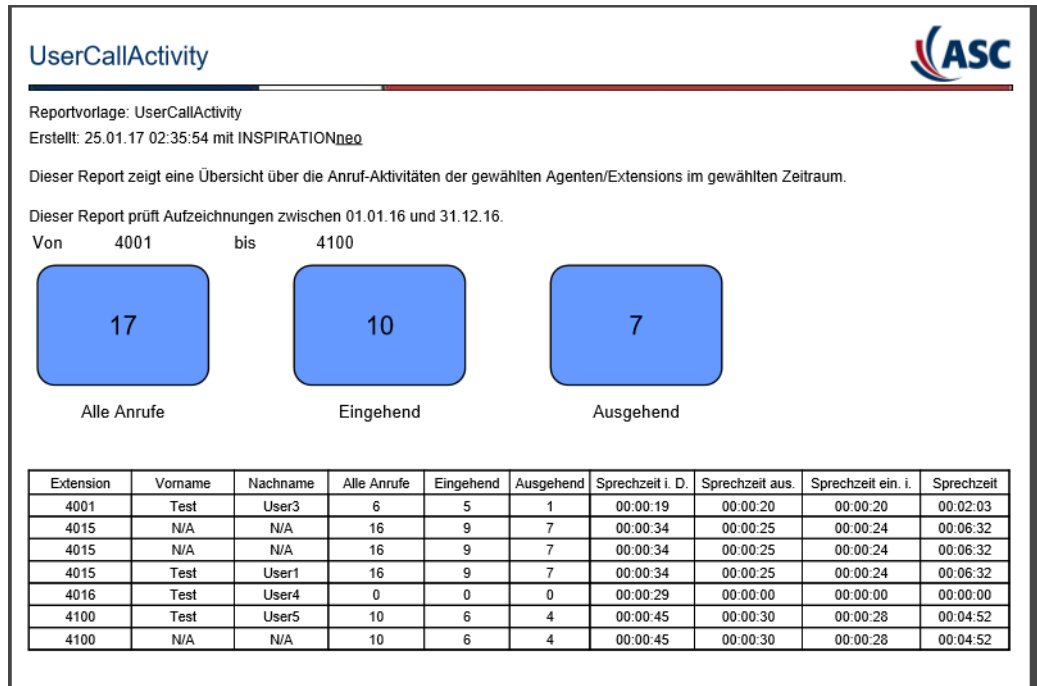 UserCallActivity
ASC
Reportvorlage: UserCallActivity
Erstellt: 25.01.17 02:35:54 mit INSPIRATIONneo
Dieser Report zeigt eine Übersicht über die Anruf-Aktivitäten der gewählten Agenten/Extensions im gewählten Zeitraum.
Dieser Report prüft Aufzeichnungen zwischen 01.01.16 und 31.12.16.
Von 4001 bis 4100
17 10 7
Alle Anrufe Eingehend Ausgehend
Extension Vorname Nachname Alle Anrufe Eingehend Ausgehend Sprechzeit i. D. Sprechzeit aus. Sprechzeit ein. i. Sprechzeit
4001 Test User3 6 5 1 00:00:19 00:00:20 00:00:20 00:02:03
4015 N/A N/A 16 9 7 00:00:34 00:00:25 00:00:24 00:06:32
4015 N/A N/A 16 9 7 00:00:34 00:00:25 00:00:24 00:06:32
4015 Test User1 16 9 7 00:00:34 00:00:25 00:00:24 00:06:32
4016 Test User4 0 0 0 00:00:29 00:00:00 00:00:00 00:00:00
4100 Test User5 10 6 4 00:00:45 00:00:30 00:00:28 00:04:52
4100 N/A N/A 10 6 4 00:00:45 00:00:30 00:00:28 00:04:52